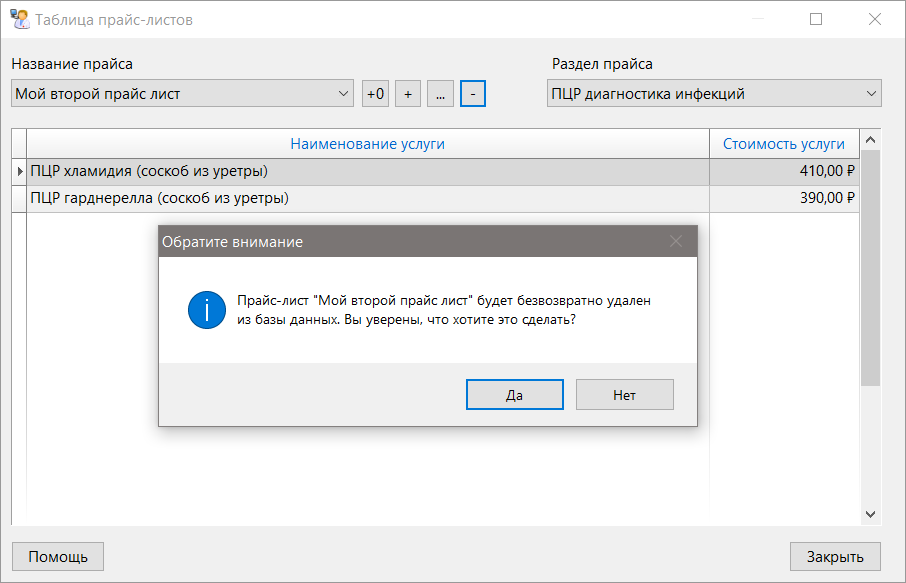 Таблица прайс-листов
Название прайса
Раздел прайса
Мой второй прайс лист
+0
+
...
-
ПЦР диагностика инфекций
Наименование услуги
Стоимость услуги
ПЦР хламидия (соскоб из уретры)
410,00 ₽
ПЦР гарднерелла (соскоб из уретры)
390,00 ₽
Обратите внимание
Прайс-лист "Мой второй прайс лист" будет безвозвратно удален
из базы данных. Вы уверены, что хотите это сделать?
Да
Нет
Помощь
Закрыть